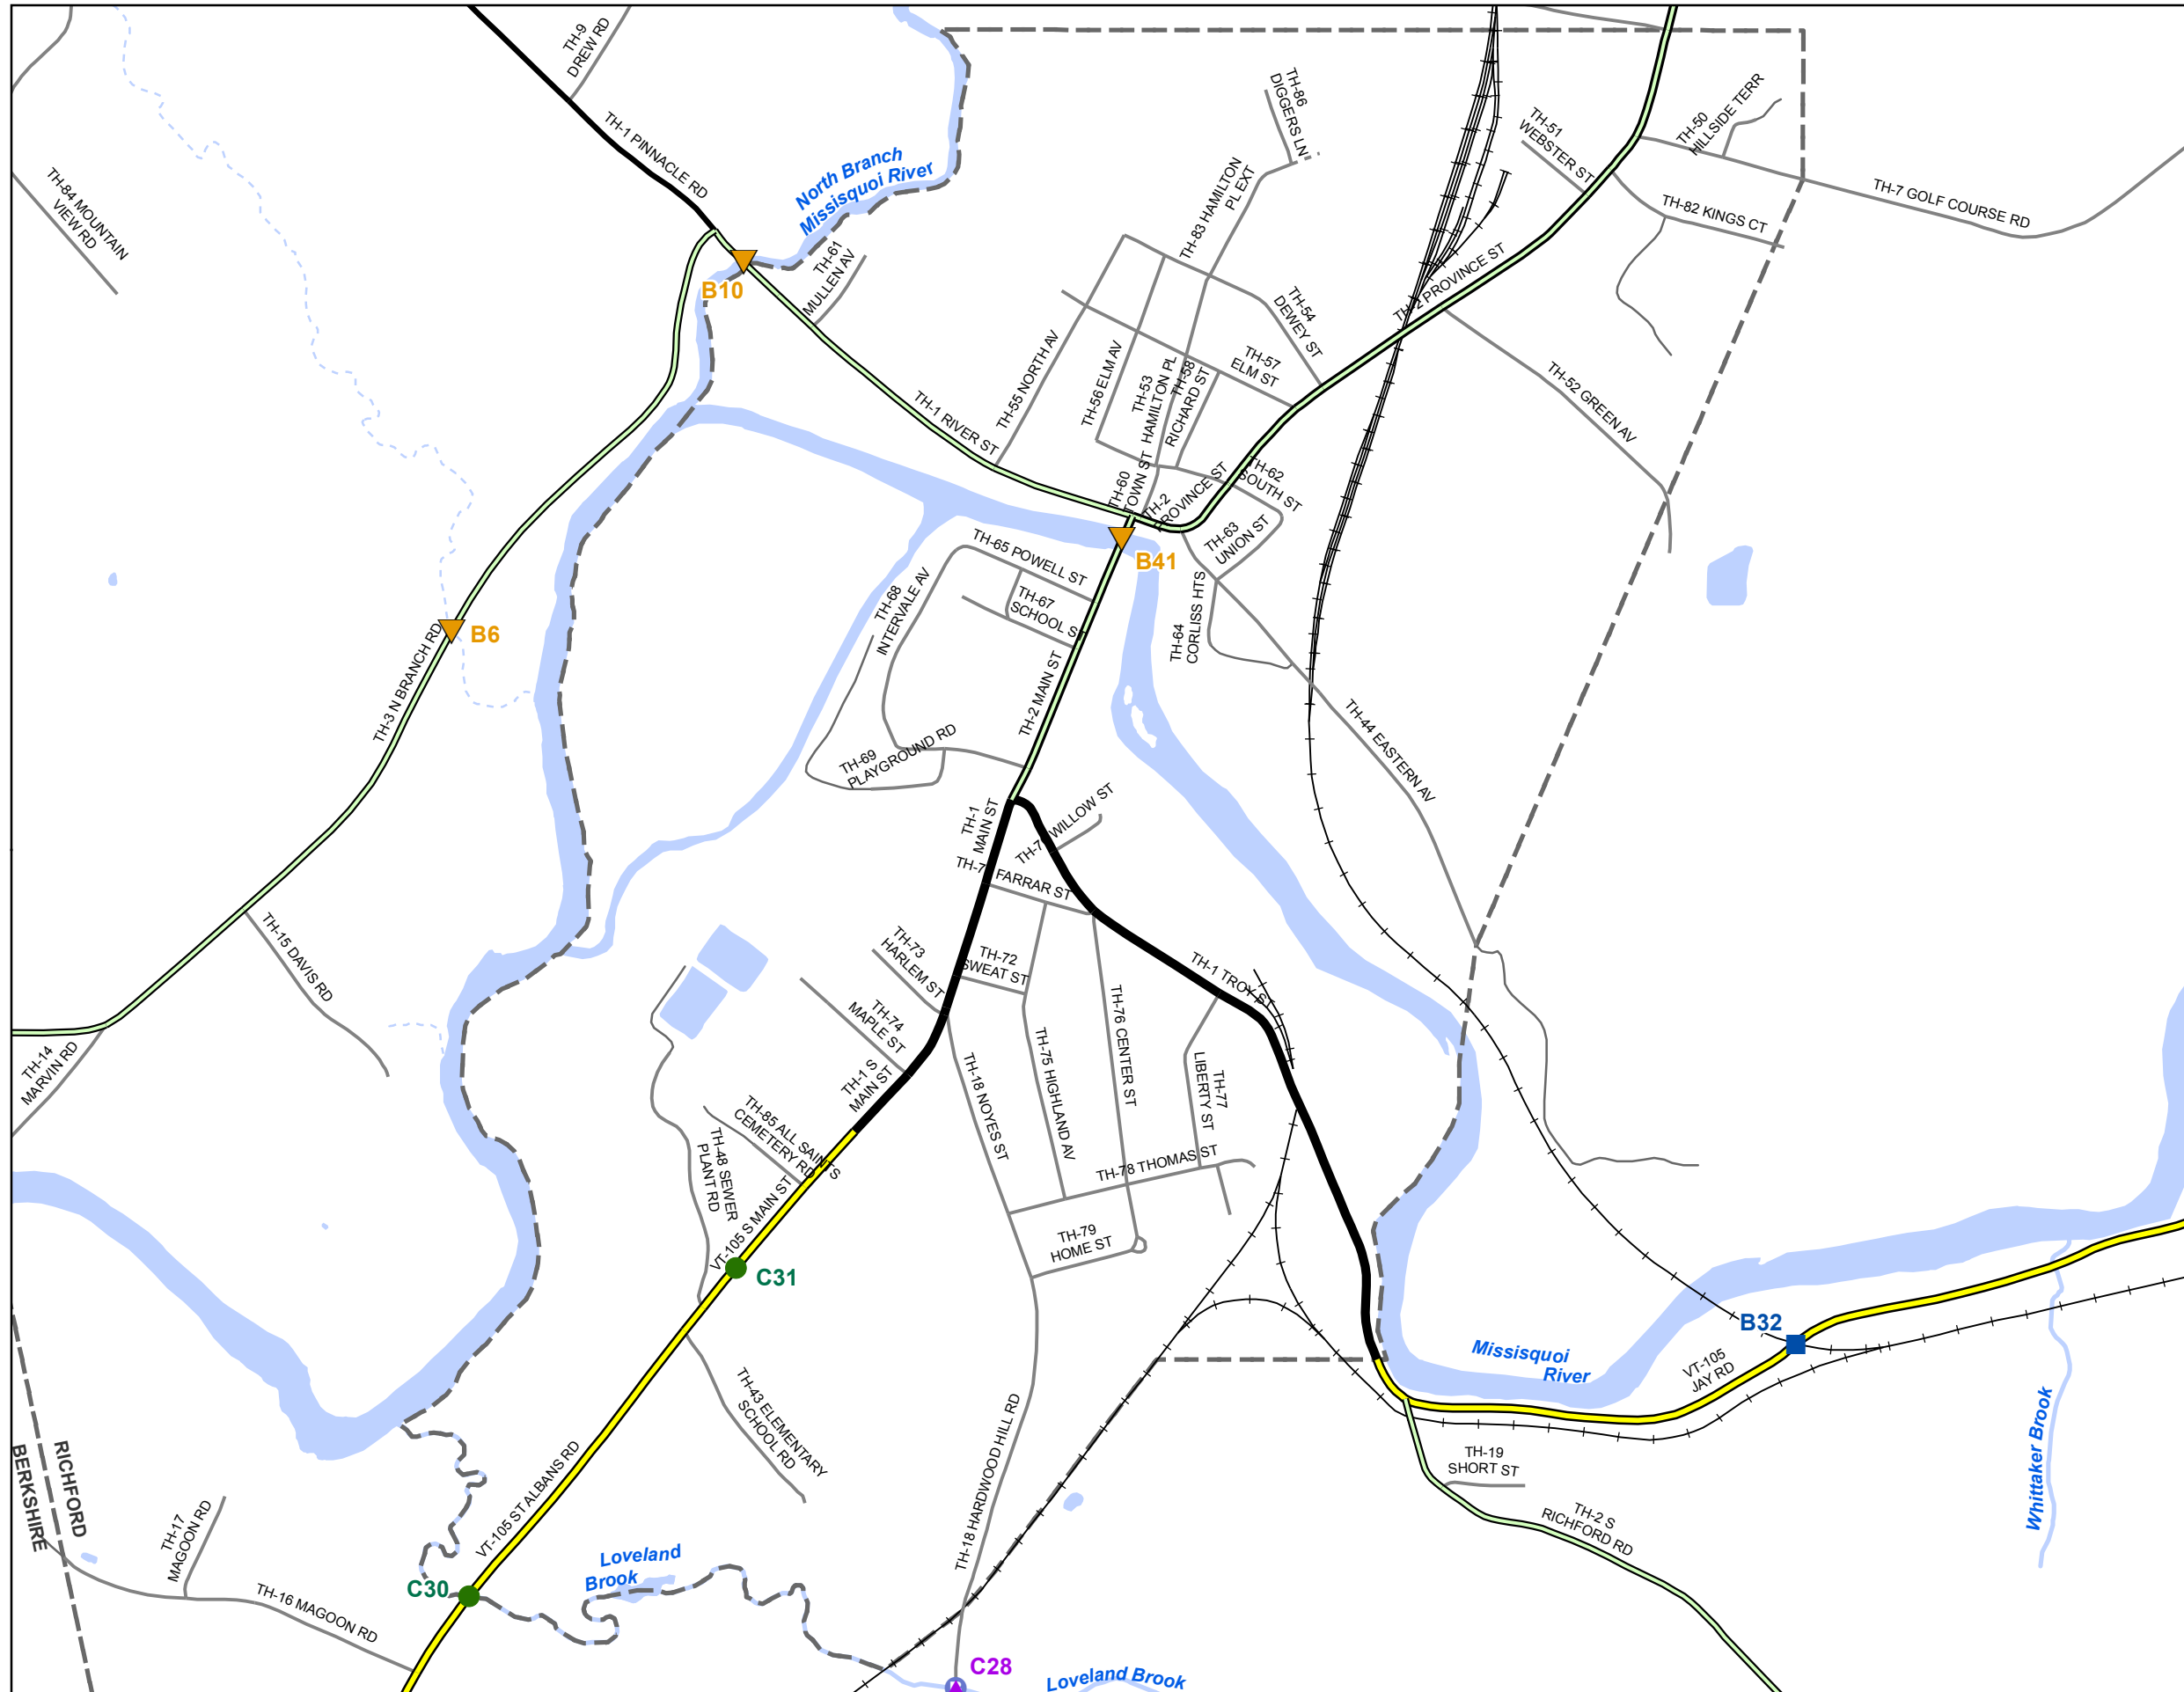 TH-9
DREW RD
TH-1 PINNACLE RD
TH-84 MOUNTAIN
VIEW RD
North Branch
Missisquoi River
B10
TH-61
MULLEN AV
TH-86
DIGGERS LN
TH-83 HAMILTON
PL EXT
TH-51
WEBSTER ST
TH-50
HILLSIDE TERR
TH-7 GOLF COURSE RD
TH-82 KINGS CT
TH-2 PROVINCE ST
TH-54
DEWEY ST
TH-57
ELM ST
TH-55 NORTH AV
TH-56 ELM AV
TH-53
HAMILTON PL
TH-58
RICHARD ST
TH-52 GREEN AV
TH-1 RIVER ST
TH-60
TOWN ST
TH-2
PROVINCE ST
TH-62
SOUTH ST
TH-63
UNION ST
B41
TH-65 POWELL ST
TH-67
SCHOOL S
TH-68
INTERVALE AV
TH-64
CORLISS HTS
B6
TH-3 N BRANCH RD
TH-2 MAIN ST
TH-69
PLAYGROUND RD
TH-44 EASTERN AV
TH-1
MAIN ST
TH-7
WILLOW ST
TH-7
FARRAR ST
TH-15 DAVIS RD
TH-73
HARLEM ST
TH-72
SWEAT ST
TH-1 TROY ST
TH-74
MAPLE ST
TH-76 CENTER ST
TH-75 HIGHLAND AV
TH-18 NOYES ST
TH-77
LIBERTY ST
TH-14
MARVIN RD
TH-1 S
MAIN ST
TH-85 ALL SAINTS
CEMETERY RD
TH-48 SEWER
PLANT RD
VT-105 S MAIN ST
TH-78 THOMAS ST
TH-79
HOME ST
C31
B32
Missisquoi
River
VT-105
JAY RD
TH-43 ELEMENTARY
SCHOOL RD
TH-18 HARDWOOD HILL RD
TH-19
SHORT ST
TH-2 S
RICHFORD RD
Whittaker Brook
RICHFORD
BERKSHIRE
VT-105 ST ALBANS RD
TH-17
MAGOON RD
TH-16 MAGOON RD
C30
Loveland
Brook
C28
Loveland Brook